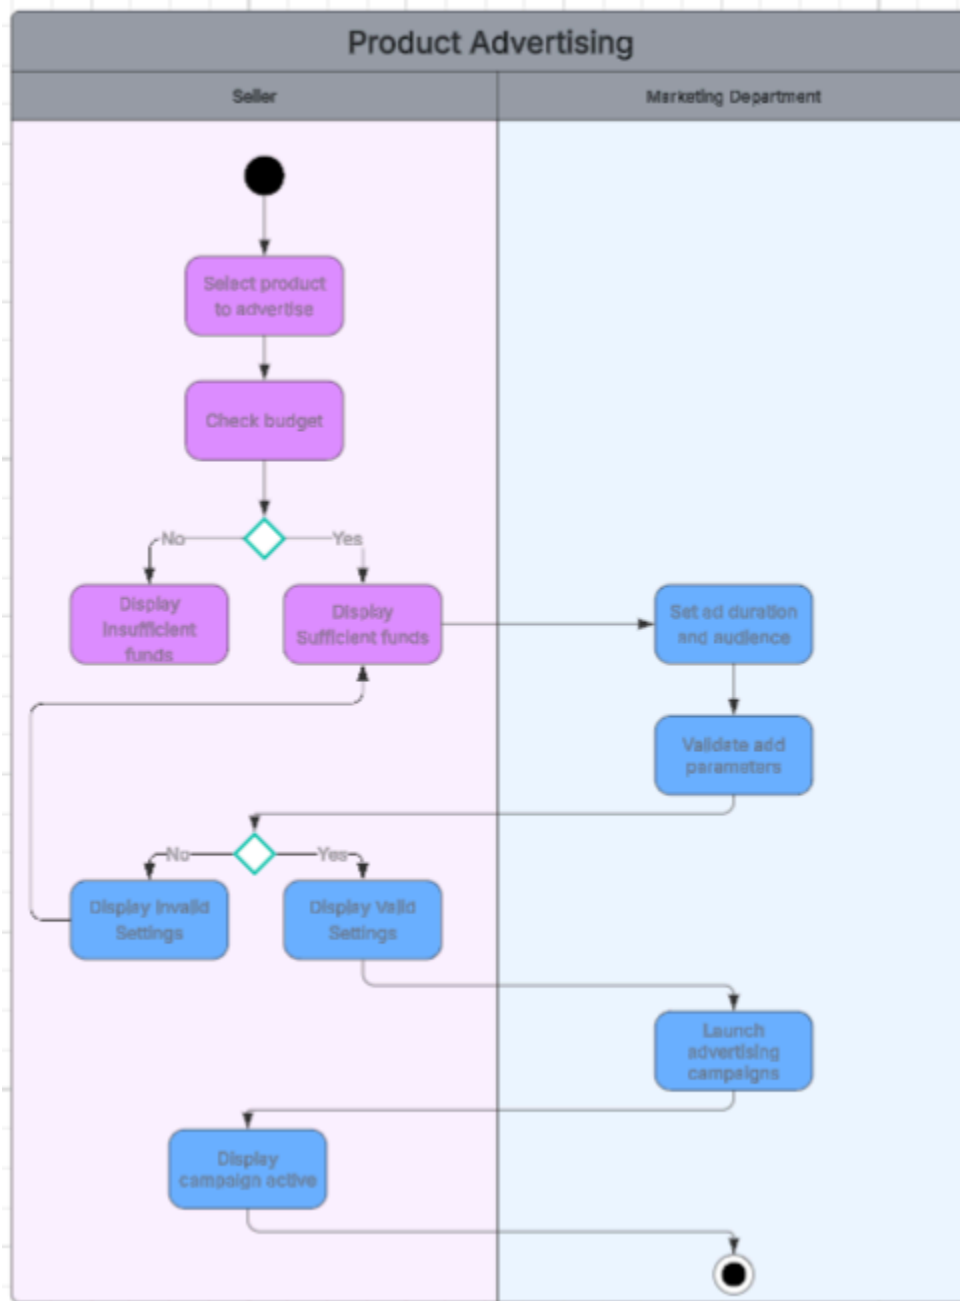 Product Advertising
Seller
Marketing Department
Select product
to advertise
Check budget
No
Yes
Display
Insufficient
funds
Display
Sufficient funds
Set ad duration
and audience
Validate add
parameters
No
Yes
Display Invalid
Settings
Display Valid
Settings
Launch
advertising
campaigns
Display
campaign active